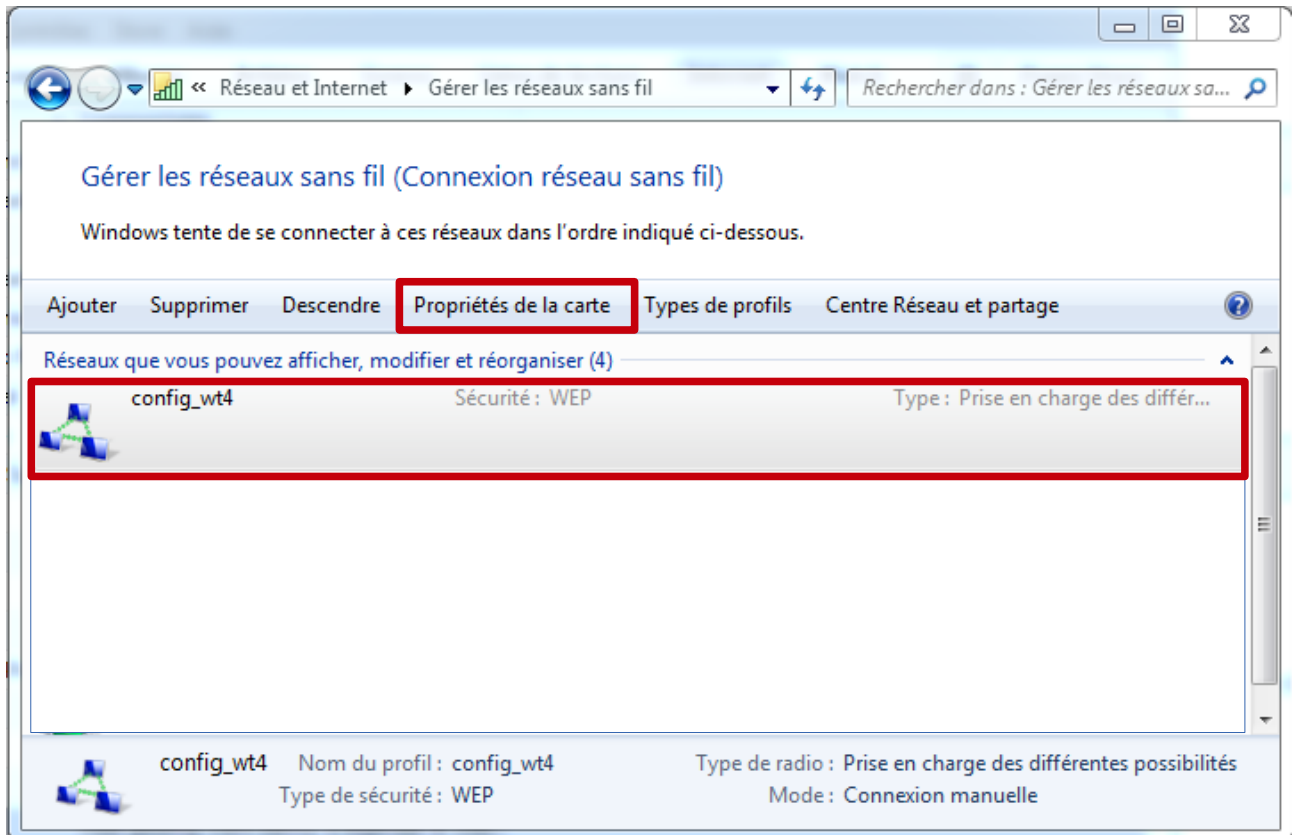 « Réseau et Internet Gérer les réseaux sans fil Rechercher dans : Gérer les réseaux sa...
Gérer les réseaux sans fil (Connexion réseau sans fil)
Windows tente de se connecter à ces réseaux dans l'ordre indiqué ci-dessous.
Ajouter Supprimer Descendre Propriétés de la carte Types de profils Centre Réseau et partage
Réseaux que vous pouvez afficher, modifier et réorganiser (4)
config_wt4 Sécurité : WEP Type : Prise en charge des différ...
config_wt4 Nom du profil : config_wt4 Type de radio : Prise en charge des différentes possibilités
Type de sécurité : WEP Mode : Connexion manuelle